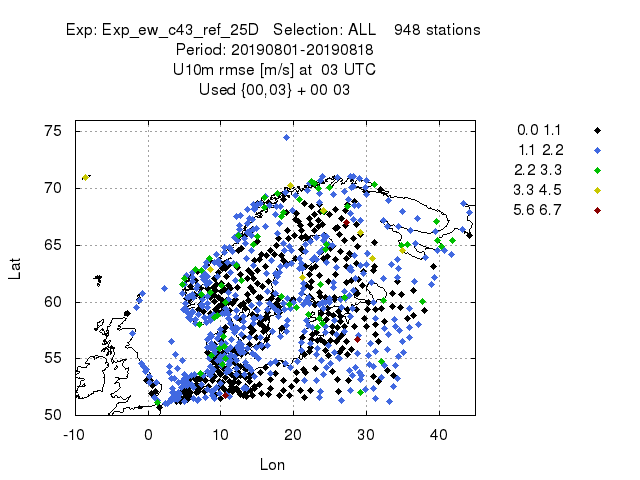 Exp: Exp_ew_c43_ref_25D Selection: ALL 948 stations
Period: 20190801-20190818
U10m rmse [m/s] at 03 UTC
Used {00,03} + 00 03
75
70
65
60
55
50
Lat
-10 0 10 20 30 40
Lon
0.0 1.1
1.1 2.2
2.2 3.3
3.3 4.5
5.6 6.7